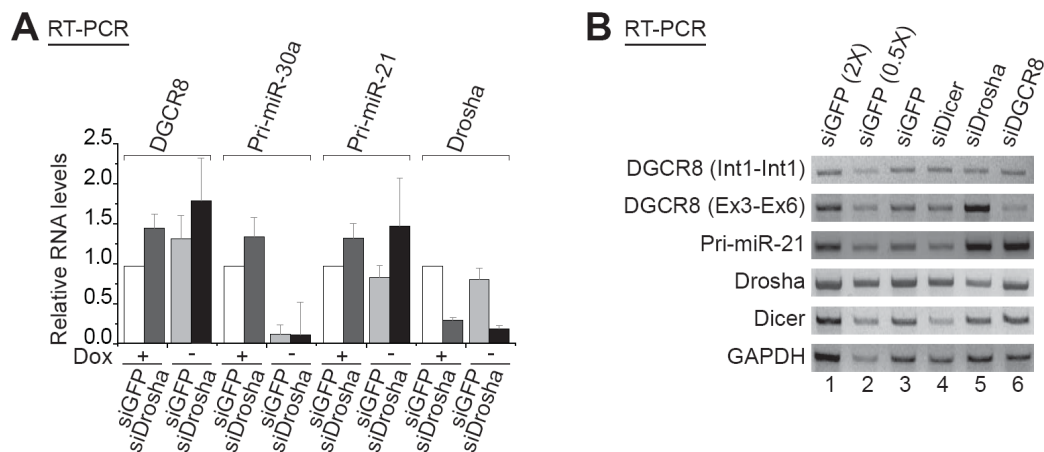 A RT-PCR
DGCR8
Pri-miR-30a
Pri-miR-21
Drosha
Relative RNA levels
2.5
2.0
1.5
1.0
0.5
0.0
Dox + - + - + - + -
siGFP siDrosha siGFP siDrosha siGFP siDrosha siGFP siDrosha siGFP siDrosha siGFP siDrosha siGFP siDrosha siGFP siDrosha
B RT-PCR
siGFP (2X)
siGFP (0.5X)
siGFP
siDicer
siDrosha
siDGCR8
DGCR8 (Int1-Int1)
DGCR8 (Ex3-Ex6)
Pri-miR-21
Drosha
Dicer
GAPDH
1 2 3 4 5 6